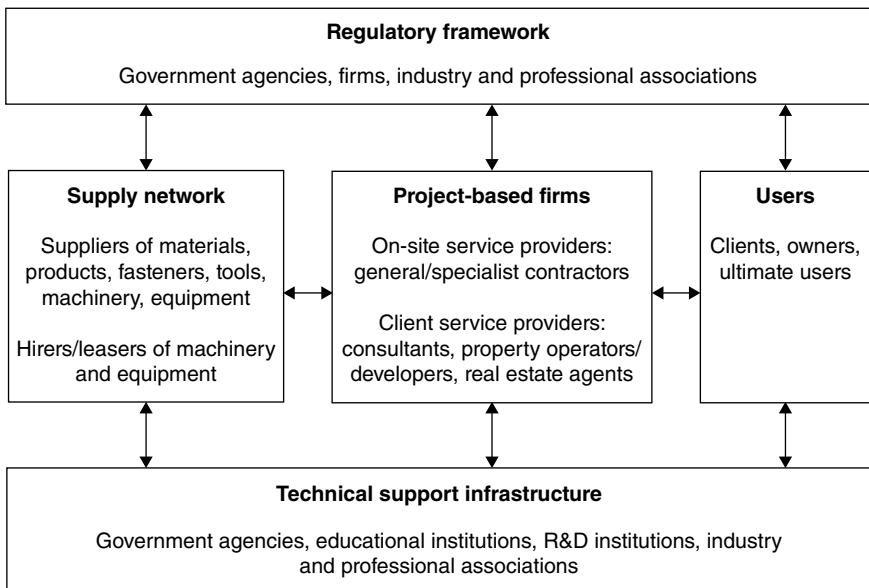 Regulatory framework
Government agencies, firms, industry and professional associations
Supply network
Suppliers of materials,
products, fasteners, tools,
machinery, equipment
Hirers/leasers of machinery
and equipment
Project-based firms
On-site service providers:
general/specialist contractors
Client service providers:
consultants, property operators/
developers, real estate agents
Users
Clients, owners,
ultimate users
Technical support infrastructure
Government agencies, educational institutions, R&D institutions, industry
and professional associations